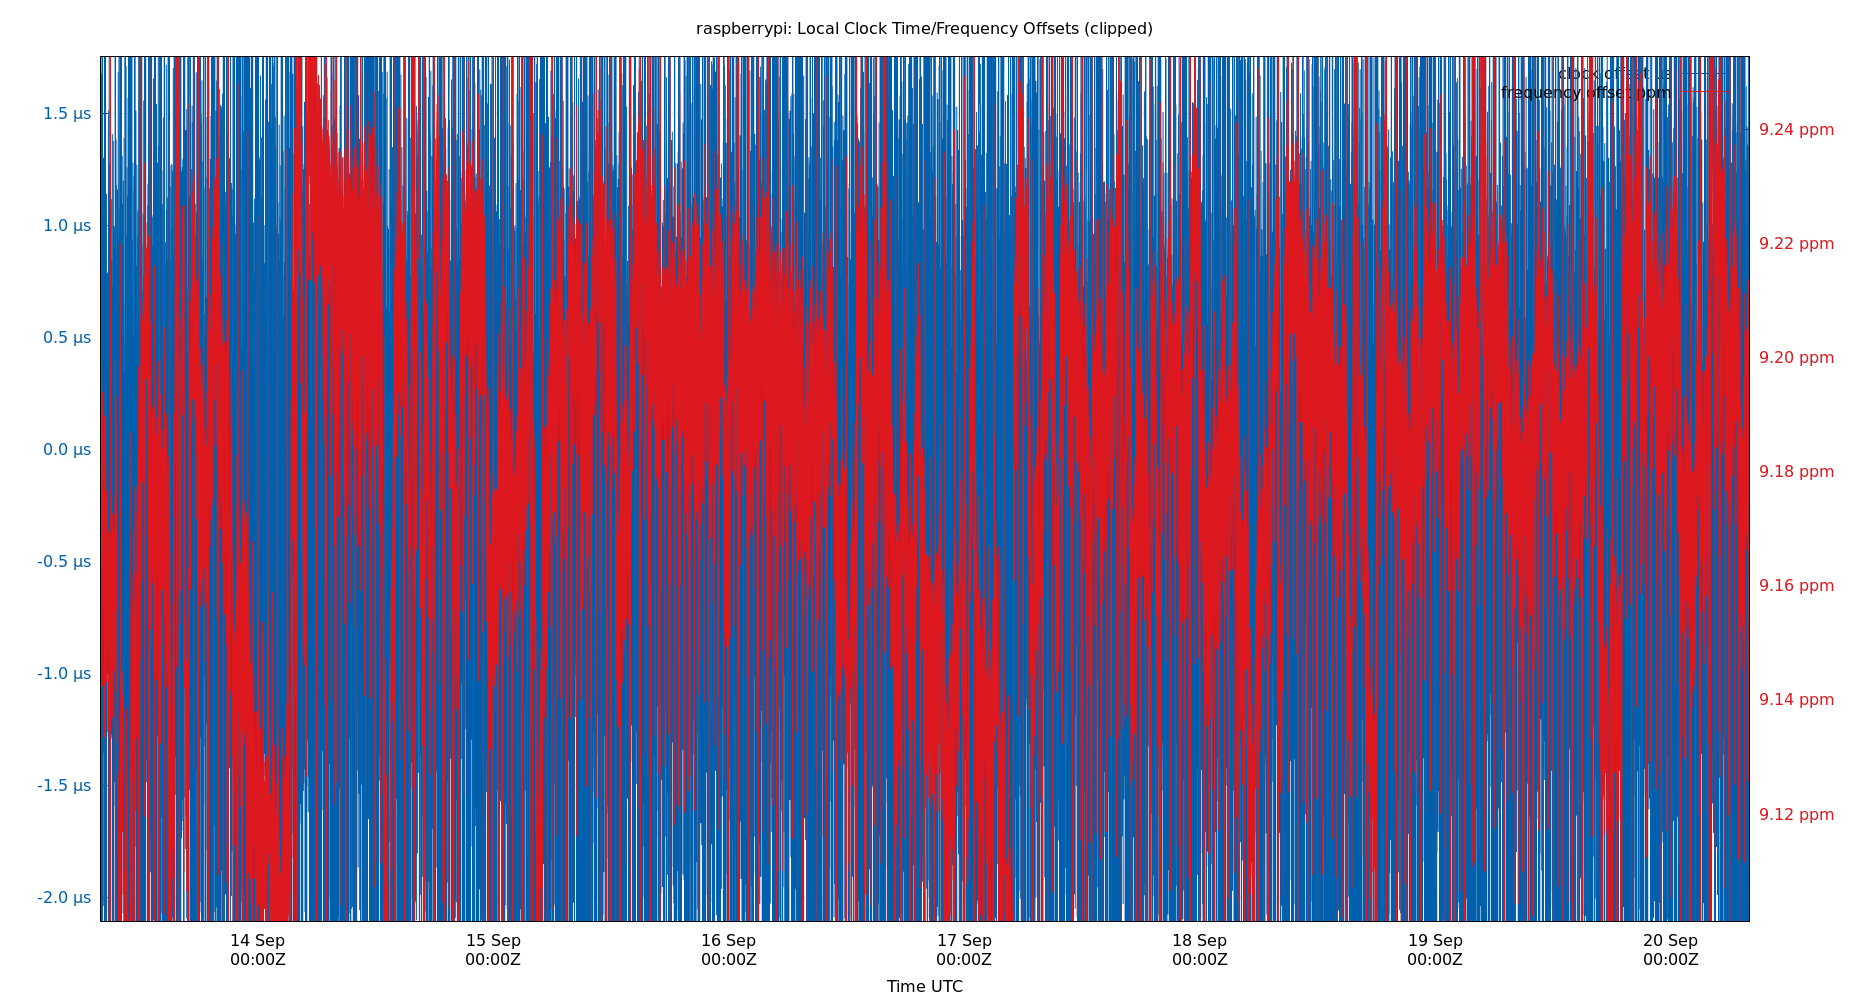 raspberrypi: Local Clock Time/Frequency Offsets (clipped)
clock offset µs
frequency offset ppm
1.5 µs
1.0 µs
0.5 µs
0.0 µs
-0.5 µs
-1.0 µs
-1.5 µs
-2.0 µs
9.24 ppm
9.22 ppm
9.20 ppm
9.18 ppm
9.16 ppm
9.14 ppm
9.12 ppm
14 Sep
00:00Z
15 Sep
00:00Z
16 Sep
00:00Z
17 Sep
00:00Z
18 Sep
00:00Z
19 Sep
00:00Z
20 Sep
00:00Z
Time UTC